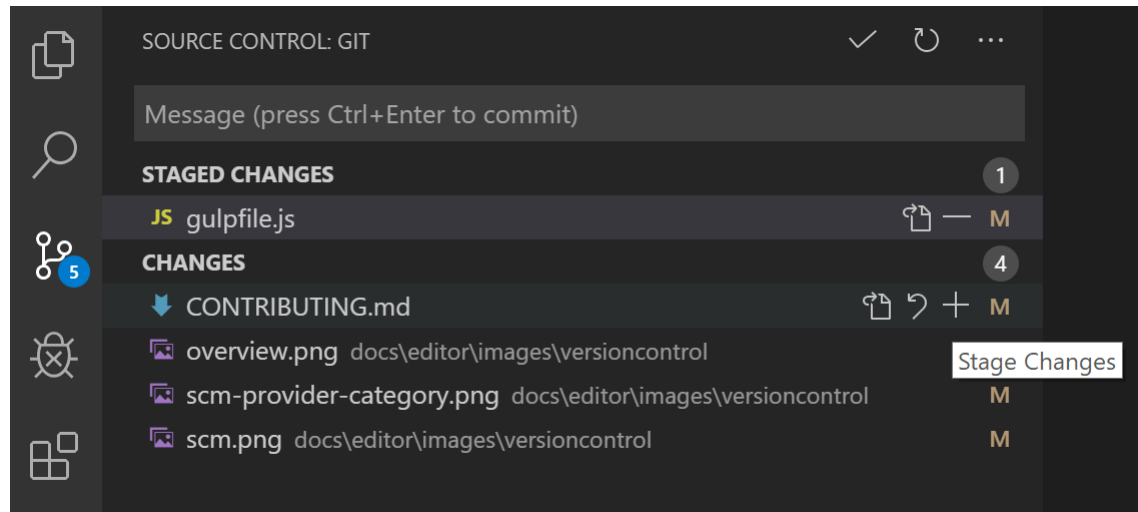 SOURCE CONTROL: GIT
Message (press Ctrl+Enter to commit)
STAGED CHANGES 1
JS gulpfile.js M
CHANGES 4
5
CONTRIBUTING.md M
overview.png docs\editor\images\versioncontrol
Stage Changes
scm-provider-category.png docs\editor\images\versioncontrol M
scm.png docs\editor\images\versioncontrol M